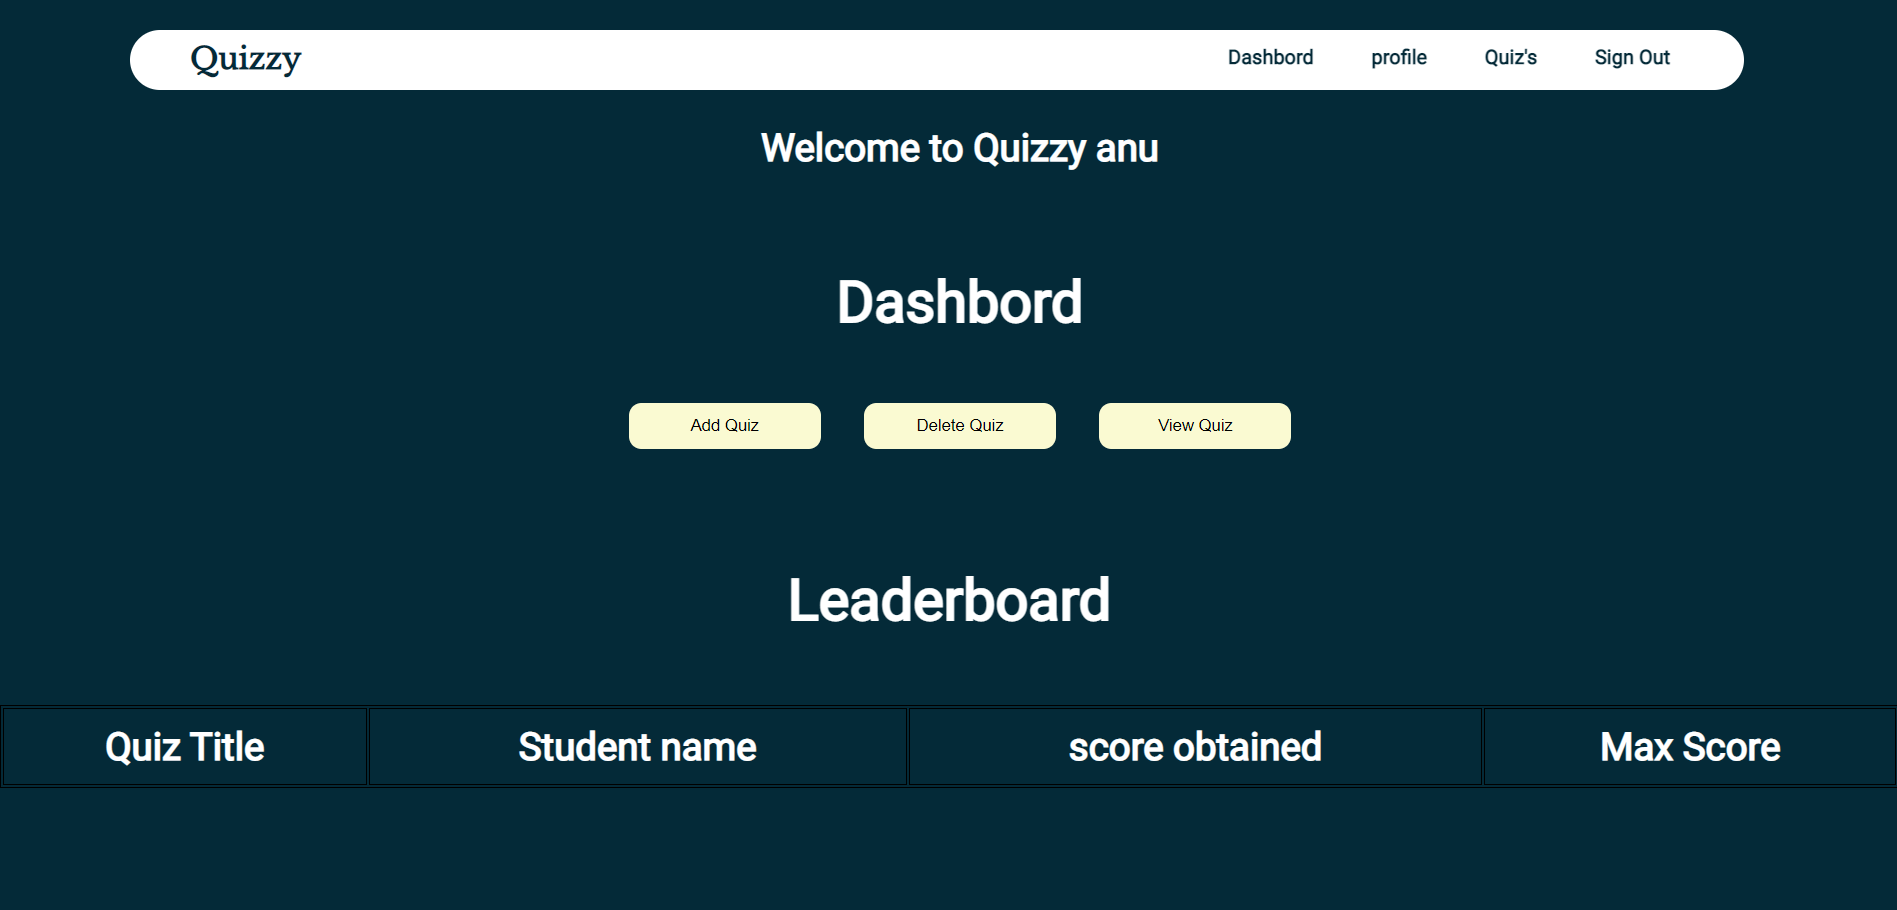 Quizzy Dashbord profile Quiz's Sign Out
Welcome to Quizzy anu
Dashbord
Add Quiz Delete Quiz View Quiz
Leaderboard
Quiz Title Student name score obtained Max Score